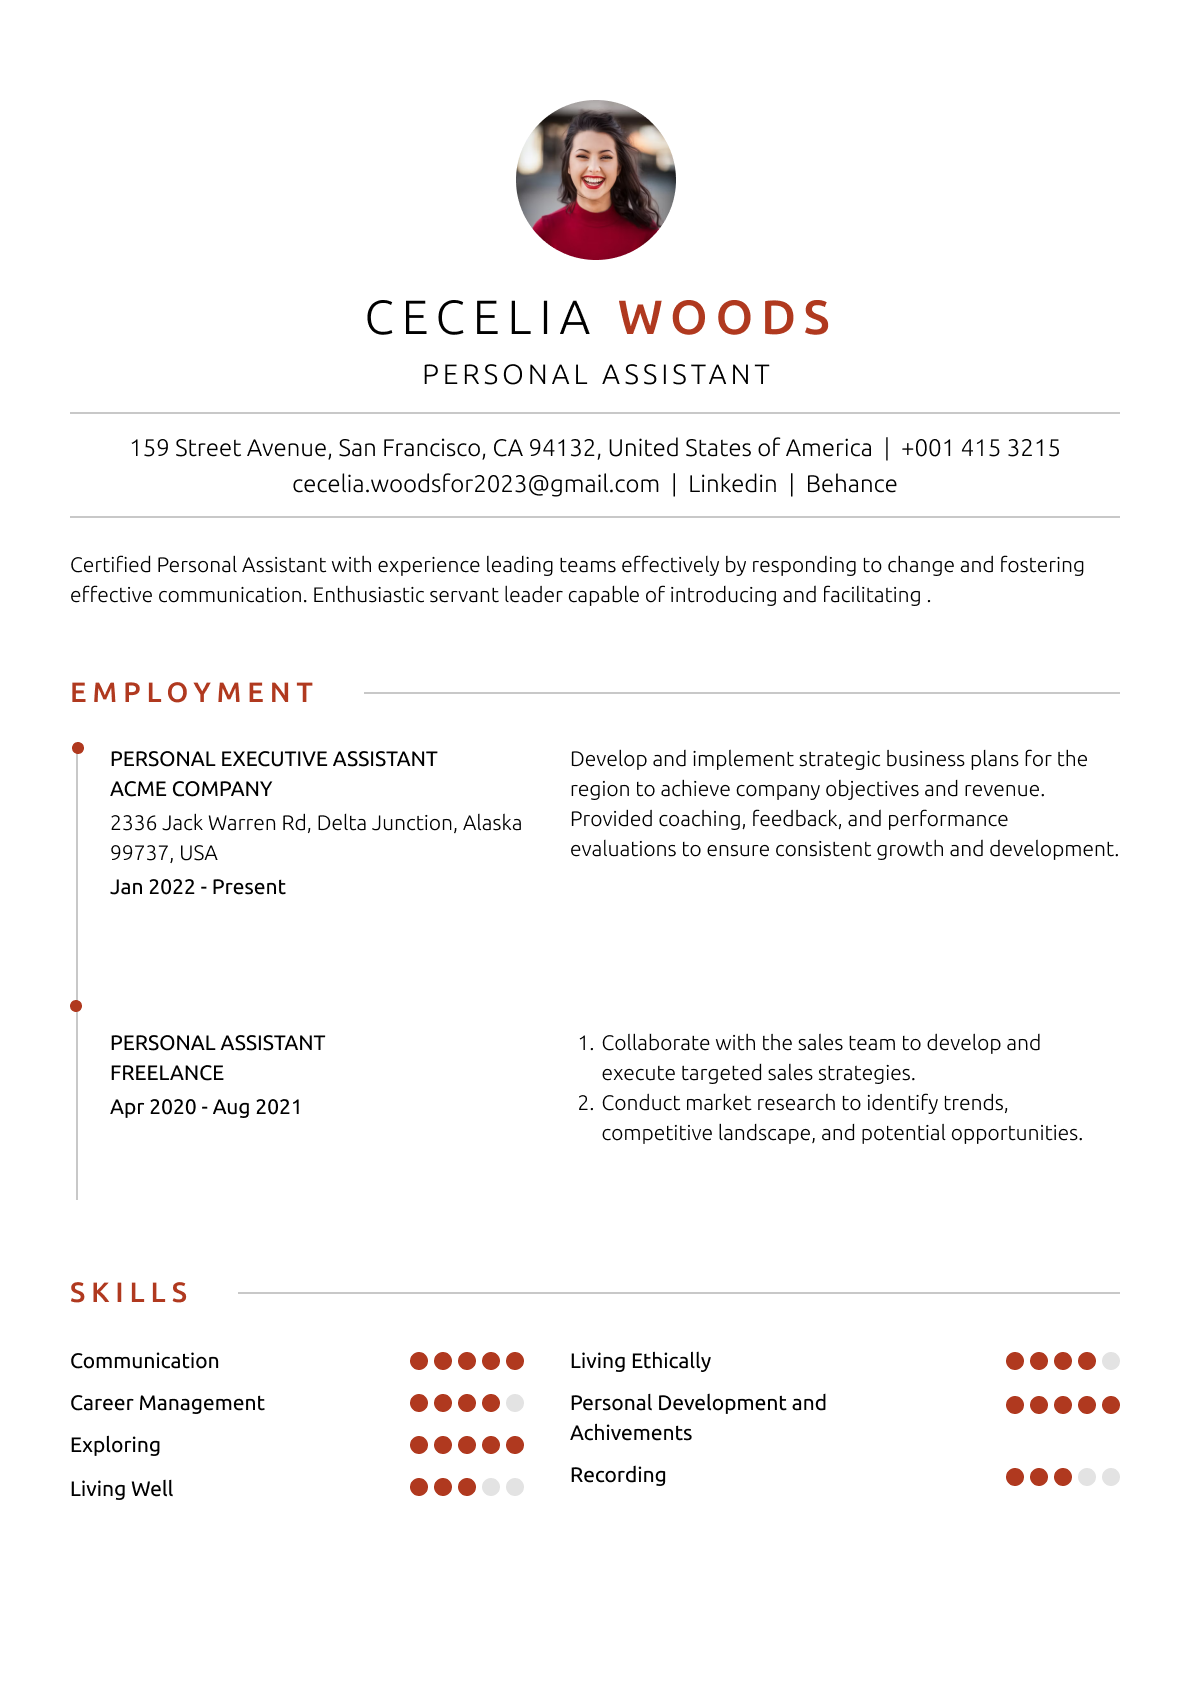 CECELIA WOODS
PERSONAL ASSISTANT
159 Street Avenue, San Francisco, CA 94132, United States of America | +001 415 3215
cecelia.woodsfor2023@gmail.com | Linkedin | Behance
Certified Personal Assistant with experience leading teams effectively by responding to change and fostering
effective communication. Enthusiastic servant leader capable of introducing and facilitating .
EMPLOYMENT
PERSONAL EXECUTIVE ASSISTANT
ACME COMPANY
2336 Jack Warren Rd, Delta Junction, Alaska
99737, USA
Jan 2022 - Present
Develop and implement strategic business plans for the
region to achieve company objectives and revenue.
Provided coaching, feedback, and performance
evaluations to ensure consistent growth and development.
PERSONAL ASSISTANT
FREELANCE
Apr 2020 - Aug 2021
1. Collaborate with the sales team to develop and
execute targeted sales strategies.
2. Conduct market research to identify trends,
competitive landscape, and potential opportunities.
SKILLS
Communication
Career Management
Exploring
Living Well
Living Ethically
Personal Development and
Achivements
Recording